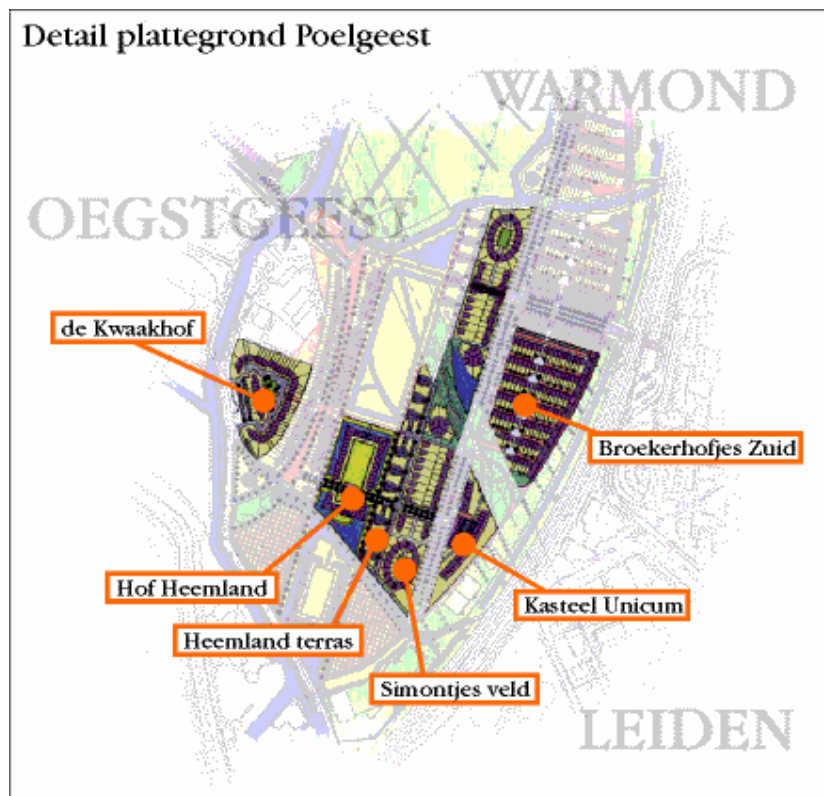 Detail plattegrond Poelgeest
WARMOND
OEGSTGEEST
de Kwaakhof
Broekerhofjes Zuid
Hof Heemland
Kasteel Unicum
Heemland terras
Simontjes veld
LEIDEN